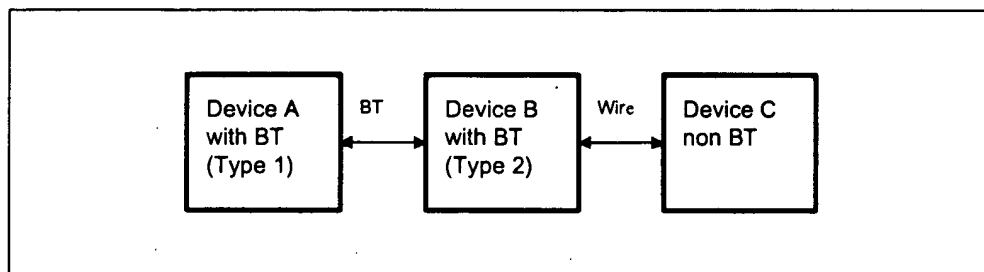 Device A
with BT
(Type 1)
BT
Device B
with BT
(Type 2)
Wire
Device C
non BT